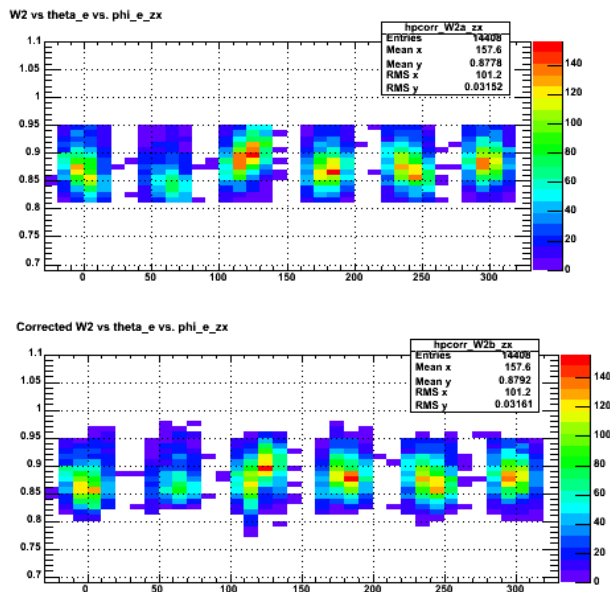 W2 vs theta_e vs. phi_e_zx
hpcorr_W2a_zx
Entries 14408
Mean x 157.6
Mean y 0.8778
RMS x 101.2
RMS y 0.03152
1.1
1.05
1
0.95
0.9
0.85
0.8
0.75
0.7
0 50 100 150 200 250 300
140
120
100
80
60
40
20
0
Corrected W2 vs theta_e vs. phi_e_zx
hpcorr_W2b_zx
Entries 14408
Mean x 157.6
Mean y 0.8792
RMS x 101.2
RMS y 0.03161
1.1
1.05
1
0.95
0.9
0.85
0.8
0.75
0.7
0 50 100 150 200 250 300
140
120
100
80
60
40
20
0